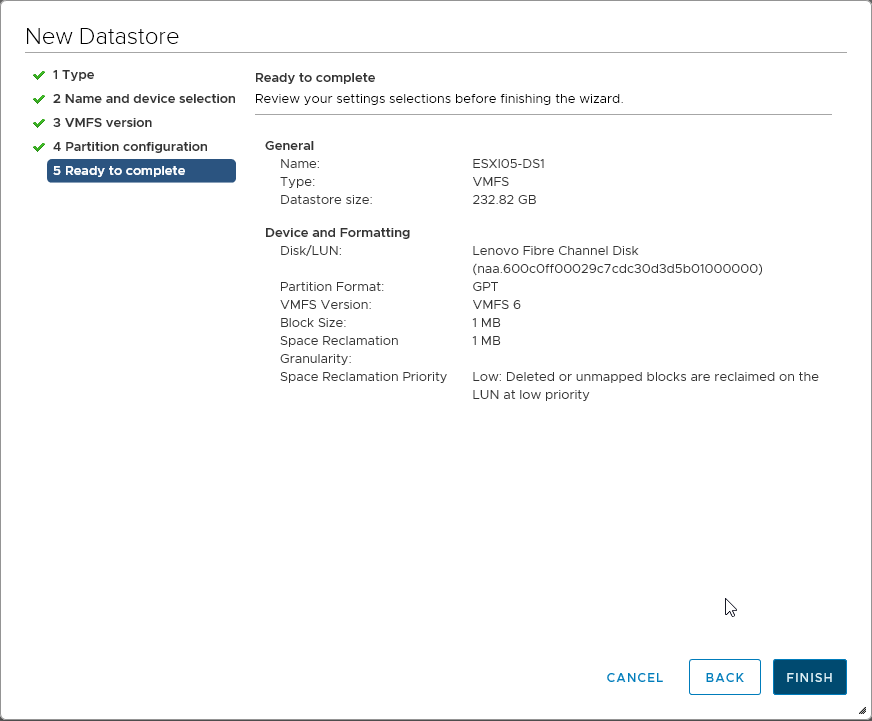 New Datastore
1 Type
2 Name and device selection
3 VMFS version
4 Partition configuration
5 Ready to complete
Ready to complete
Review your settings selections before finishing the wizard.
General
Name: ESXI05-DS1
Type: VMFS
Datastore size: 232.82 GB
Device and Formatting
Disk/LUN: Lenovo Fibre Channel Disk
(naa.600c0ff00029c7cdc30d3d5b01000000)
Partition Format: GPT
VMFS Version: VMFS 6
Block Size: 1 MB
Space Reclamation 1 MB
Granularity:
Space Reclamation Priority Low: Deleted or unmapped blocks are reclaimed on the
LUN at low priority
CANCEL BACK FINISH